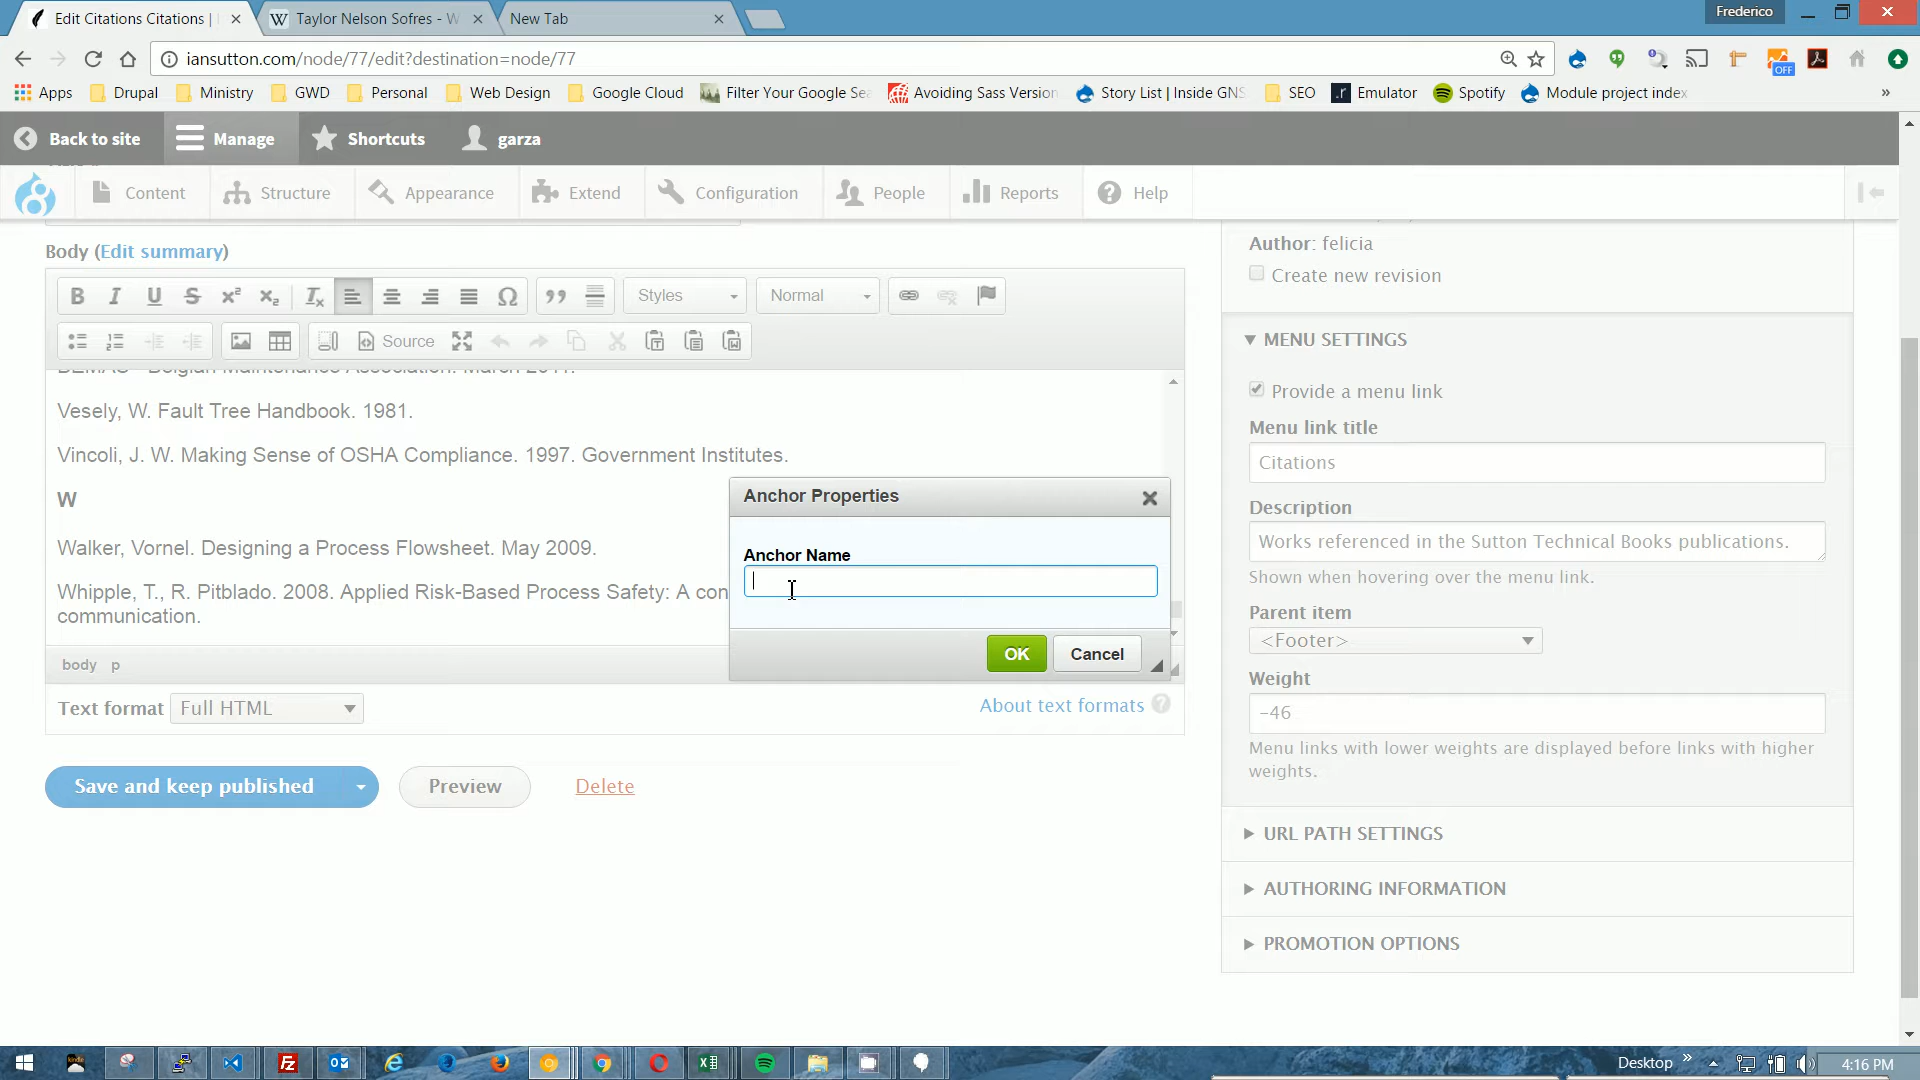 Edit Citations Citations |
Taylor Nelson Sofres - W
New Tab
Frederico
iansutton.com/node/77/edit?destination=node/77
OFF
Apps
Drupal
Ministry
GWD
Personal
Web Design
Google Cloud
Filter Your Google Sea
Avoiding Sass Version
Story List | Inside GNS
SEO
Emulator
Spotify
Module project index
»
Back to site
Manage
Shortcuts
garza
Content
Structure
Appearance
Extend
Configuration
People
Reports
Help
Body (Edit summary)
Styles
Normal
Source
BEMAS - Belgian Maintenance Association. March 2011.
Vesely, W. Fault Tree Handbook. 1981.
Vincoli, J. W. Making Sense of OSHA Compliance. 1997. Government Institutes.
W
Walker, Vornel. Designing a Process Flowsheet. May 2009.
Whipple, T., R. Pitblado. 2008. Applied Risk-Based Process Safety: A con
communication.
body p
Text format
Full HTML
About text formats
Save and keep published
Preview
Delete
Anchor Properties
Anchor Name
OK
Cancel
Author: felicia
Create new revision
MENU SETTINGS
Provide a menu link
Menu link title
Citations
Description
Works referenced in the Sutton Technical Books publications.
Shown when hovering over the menu link.
Parent item
<Footer>
Weight
-46
Menu links with lower weights are displayed before links with higher
weights.
URL PATH SETTINGS
AUTHORING INFORMATION
PROMOTION OPTIONS
Desktop
»
4:16 PM